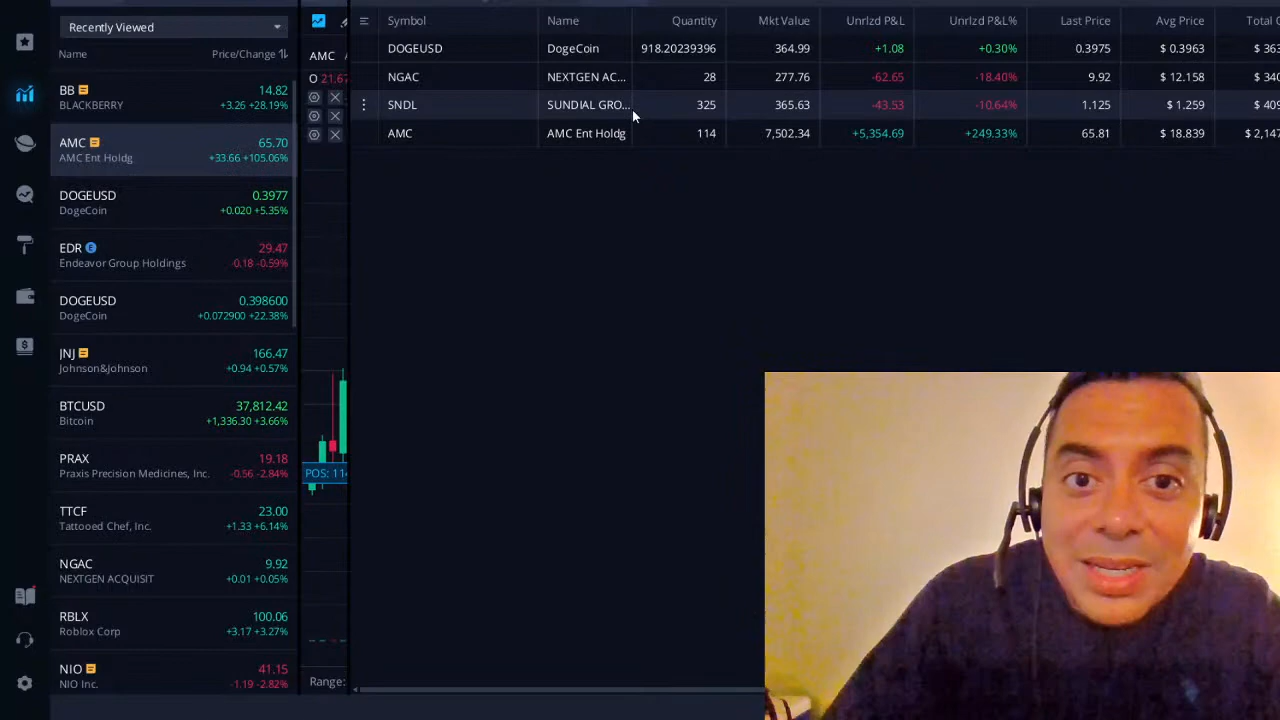 Recently Viewed
Name Price/Change
BB 14.82
BLACKBERRY +3.26 +28.19%
AMC 65.70
AMC Ent Holdg +33.66 +105.06%
DOGEUSD 0.3977
DogeCoin +0.020 +5.35%
EDR E 29.47
Endeavor Group Holdings -0.18 -0.59%
DOGEUSD 0.398600
DogeCoin +0.072900 +22.38%
JNJ 166.47
Johnson&Johnson +0.94 +0.57%
BTCUSD 37,812.42
Bitcoin +1,336.30 +3.66%
PRAX 19.18
Praxis Precision Medicines, Inc. -0.56 -2.84%
TTCF 23.00
Tattooed Chef, Inc. +1.33 +6.14%
NGAC 9.92
NEXTGEN ACQUISIT +0.01 +0.05%
RBLX 100.06
Roblox Corp +3.17 +3.27%
NIO 41.15
NIO Inc. -1.19 -2.82%
AMC
O 21.67
POS: 114
Range:
Symbol Name Quantity Mkt Value Unrlzd P&L Unrlzd P&L% Last Price Avg Price Total C
DOGEUSD DogeCoin 918.20239396 364.99 +1.08 +0.30% 0.3975 $ 0.3963 $ 363
NGAC NEXTGEN AC... 28 277.76 -62.65 -18.40% 9.92 $ 12.158 $ 340
SNDL SUNDIAL GRO... 325 365.63 -43.53 -10.64% 1.125 $ 1.259 $ 409
AMC AMC Ent Holdg 114 7,502.34 +5,354.69 +249.33% 65.81 $ 18.839 $ 2,147